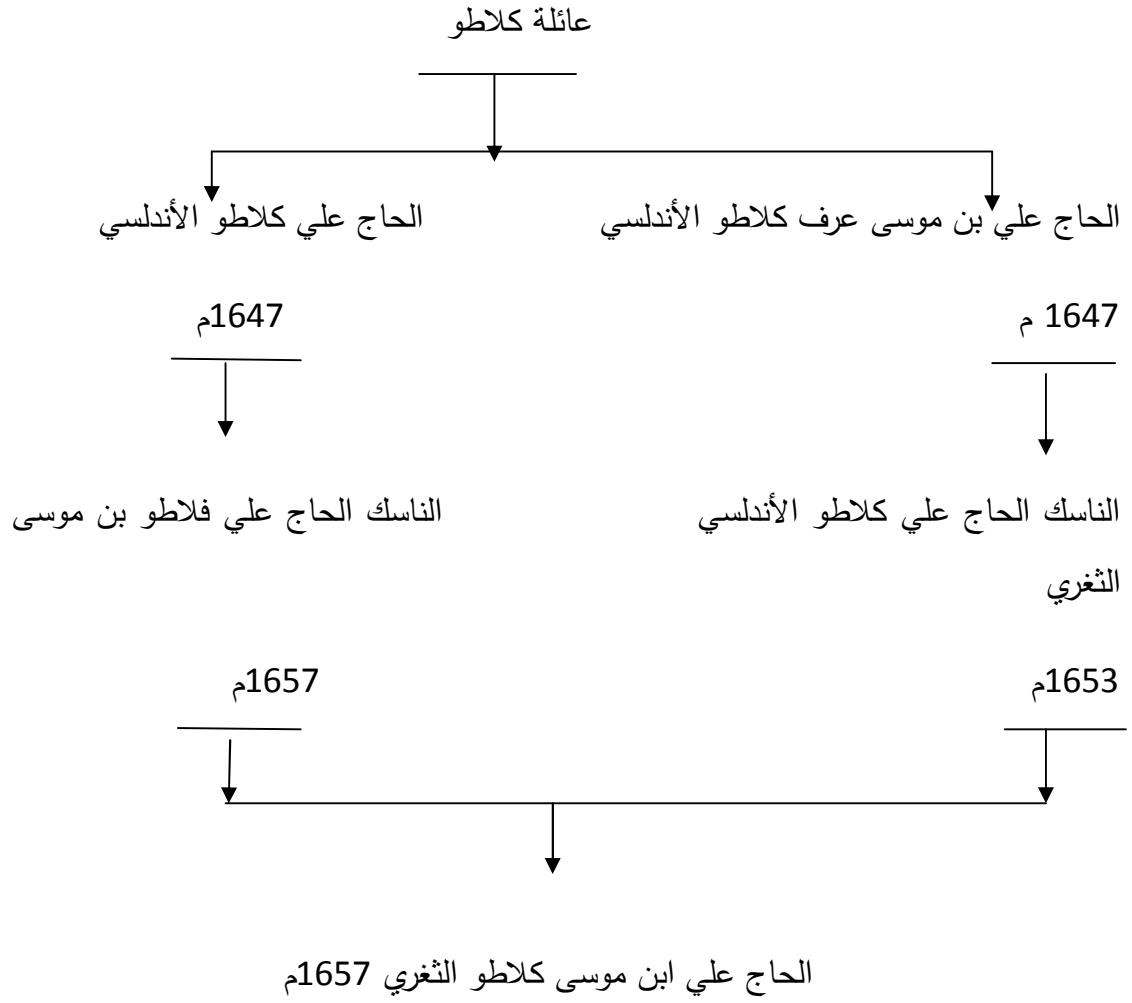 عائلة كلاطو
الحاج علي بن موسى عرف كلاطو الأندلسي
الحاج علي كلاطو الأندلسي
1647 م
1647م
الناسك الحاج علي كلاطو الأندلسي
الثغري
الناسك الحاج علي فلاطو بن موسى
1653م
1657م
الحاج علي ابن موسى كلاطو الثغري 1657م